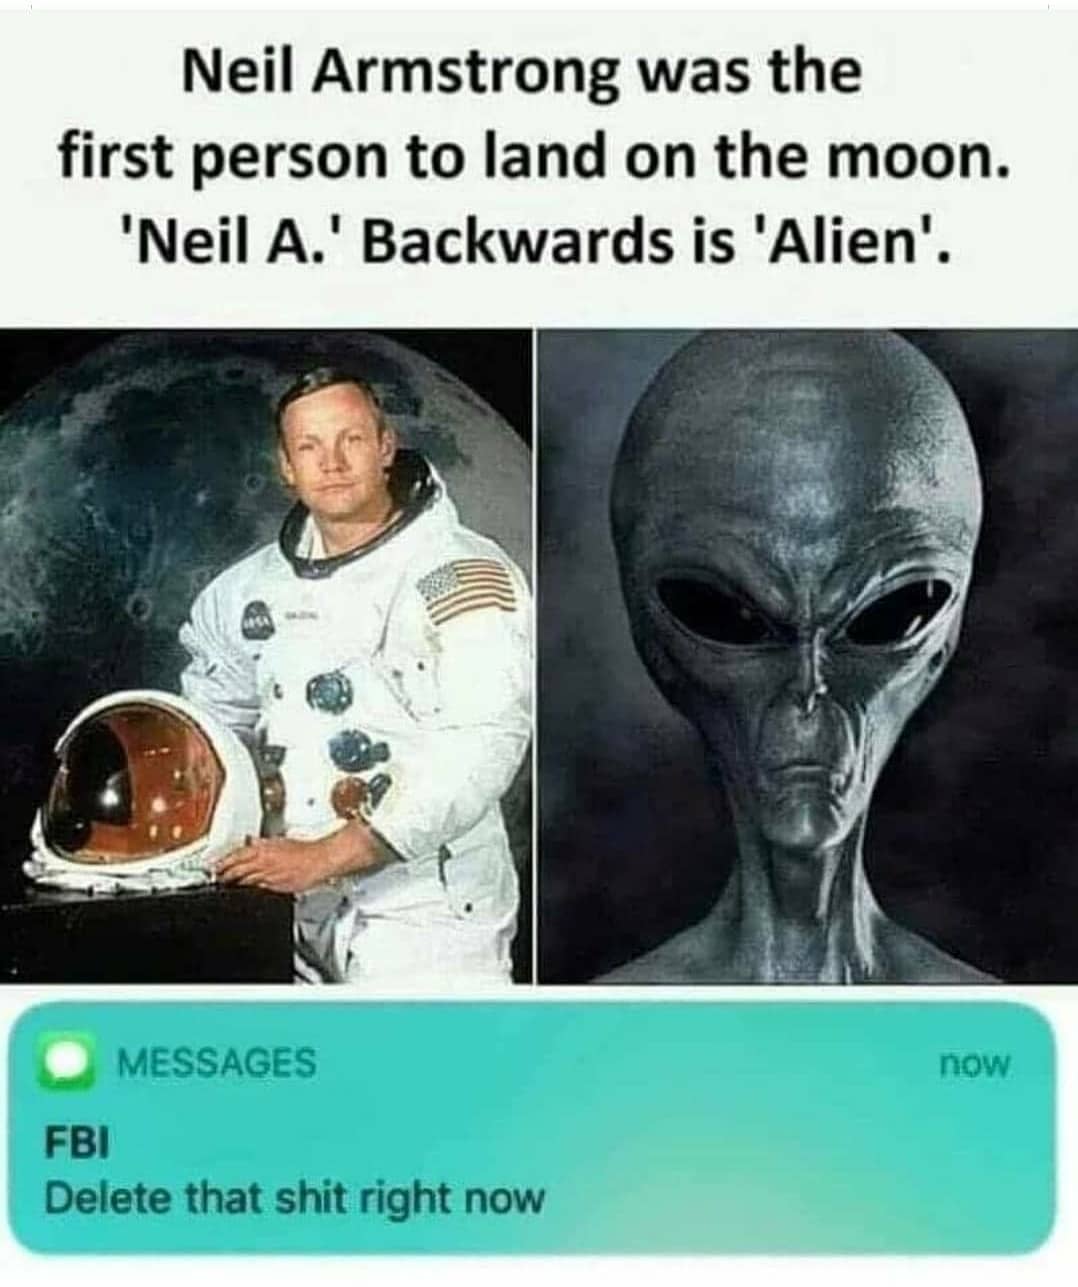 Neil Armstrong was the
first person to land on the moon.
'Neil A.' Backwards is 'Alien'.
NASA
MESSAGES
now
FBI
Delete that shit right now